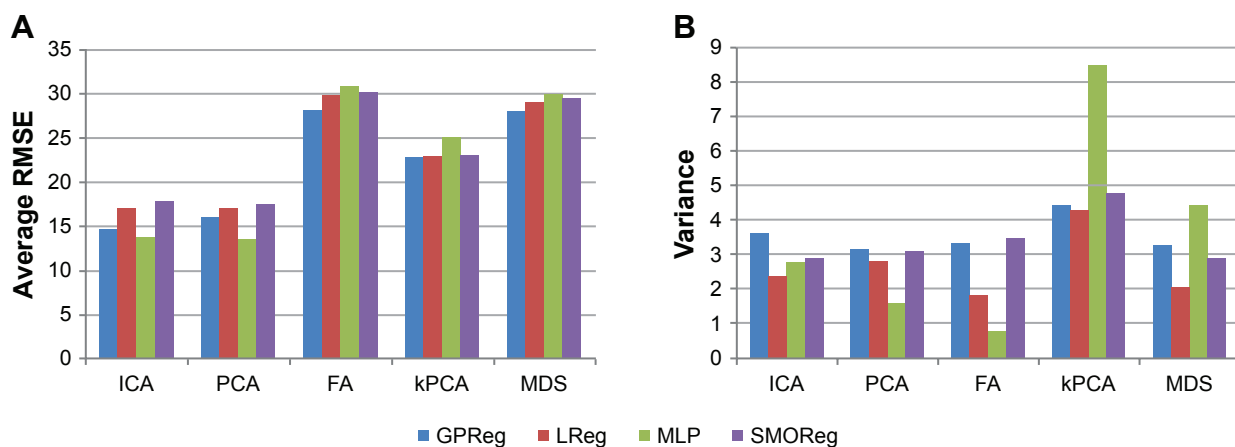 A
Average RMSE
35
30
25
20
15
10
5
0
ICA PCA FA kPCA MDS
B
Variance
9
8
7
6
5
4
3
2
1
0
ICA PCA FA kPCA MDS
GPReg LReg MLP SMOReg